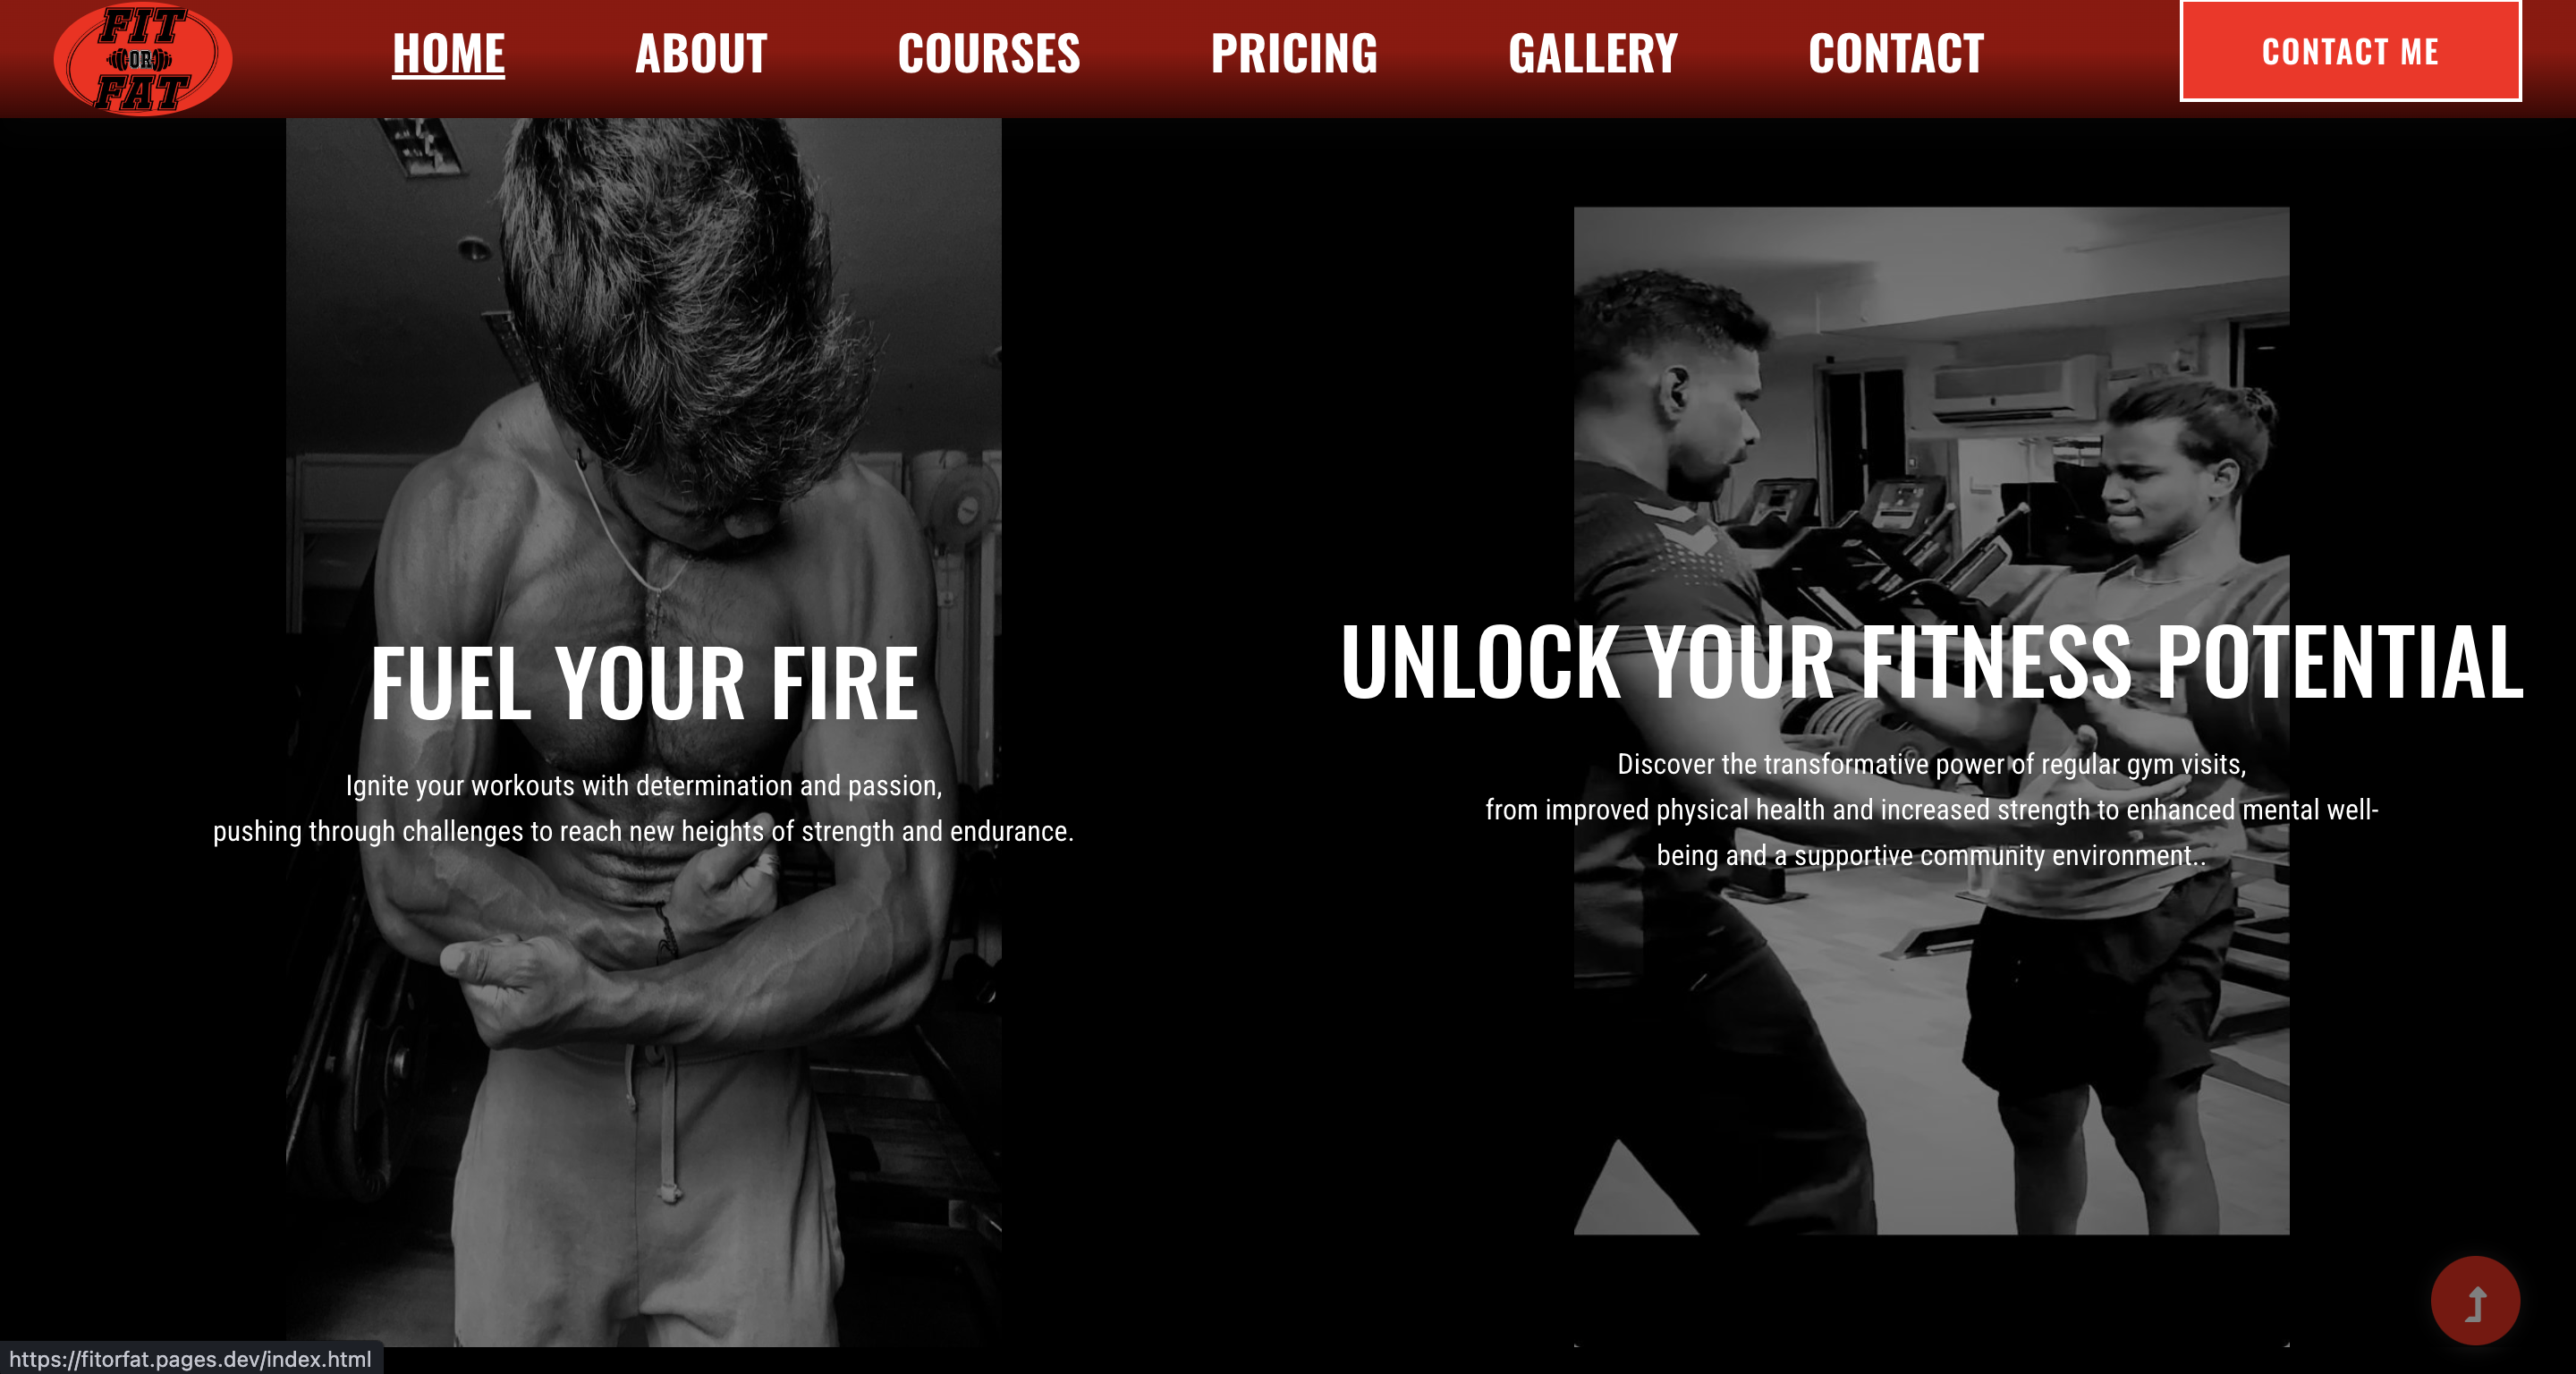 FIT
OR
FAT
HOME
ABOUT
COURSES
PRICING
GALLERY
CONTACT
CONTACT ME
FUEL YOUR FIRE
Ignite your workouts with determination and passion,
pushing through challenges to reach new heights of strength and endurance.
UNLOCK YOUR FITNESS POTENTIAL
Discover the transformative power of regular gym visits,
from improved physical health and increased strength to enhanced mental well-
being and a supportive community environment..
https://fitorfat.pages.dev/index.html